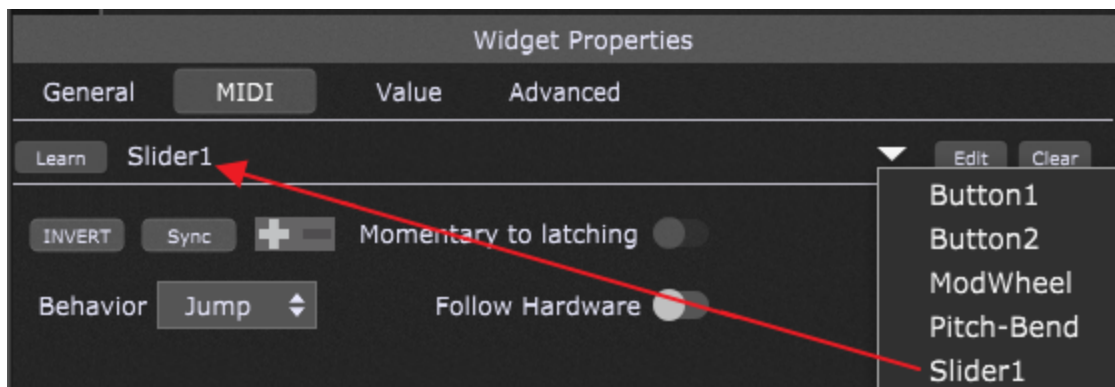 Widget Properties
General MIDI Value Advanced
Learn Slider1 Edit Clear
Button1
INVERT Sync Momentary to latching Button2
ModWheel
Behavior Jump Follow Hardware Pitch-Bend
Slider1